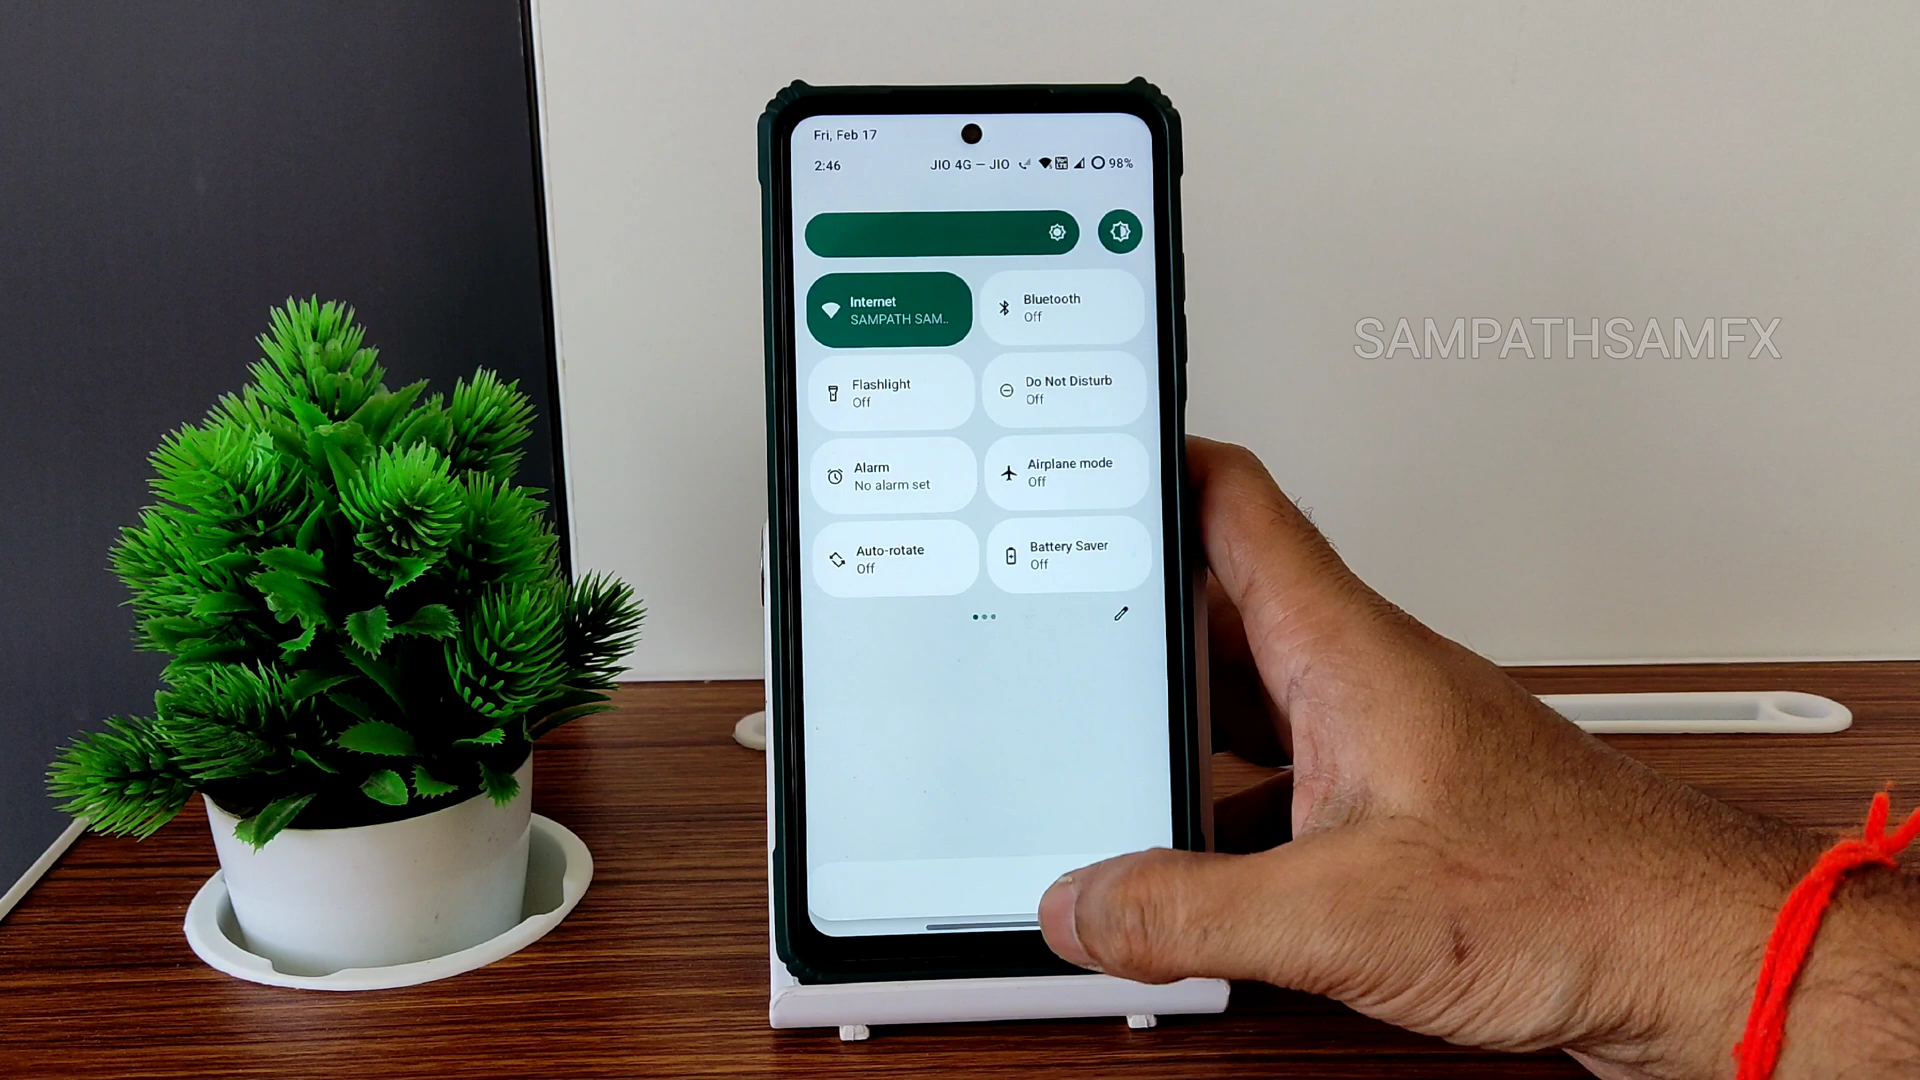 Fri, Feb 17
2:46 JIO 4G — JIO 98%
Internet
SAMPATH SAM..
Bluetooth
Off
Flashlight
Off
Do Not Disturb
Off
Alarm
No alarm set
Airplane mode
Off
Auto-rotate
Off
Battery Saver
Off
SAMPATHSAMFX